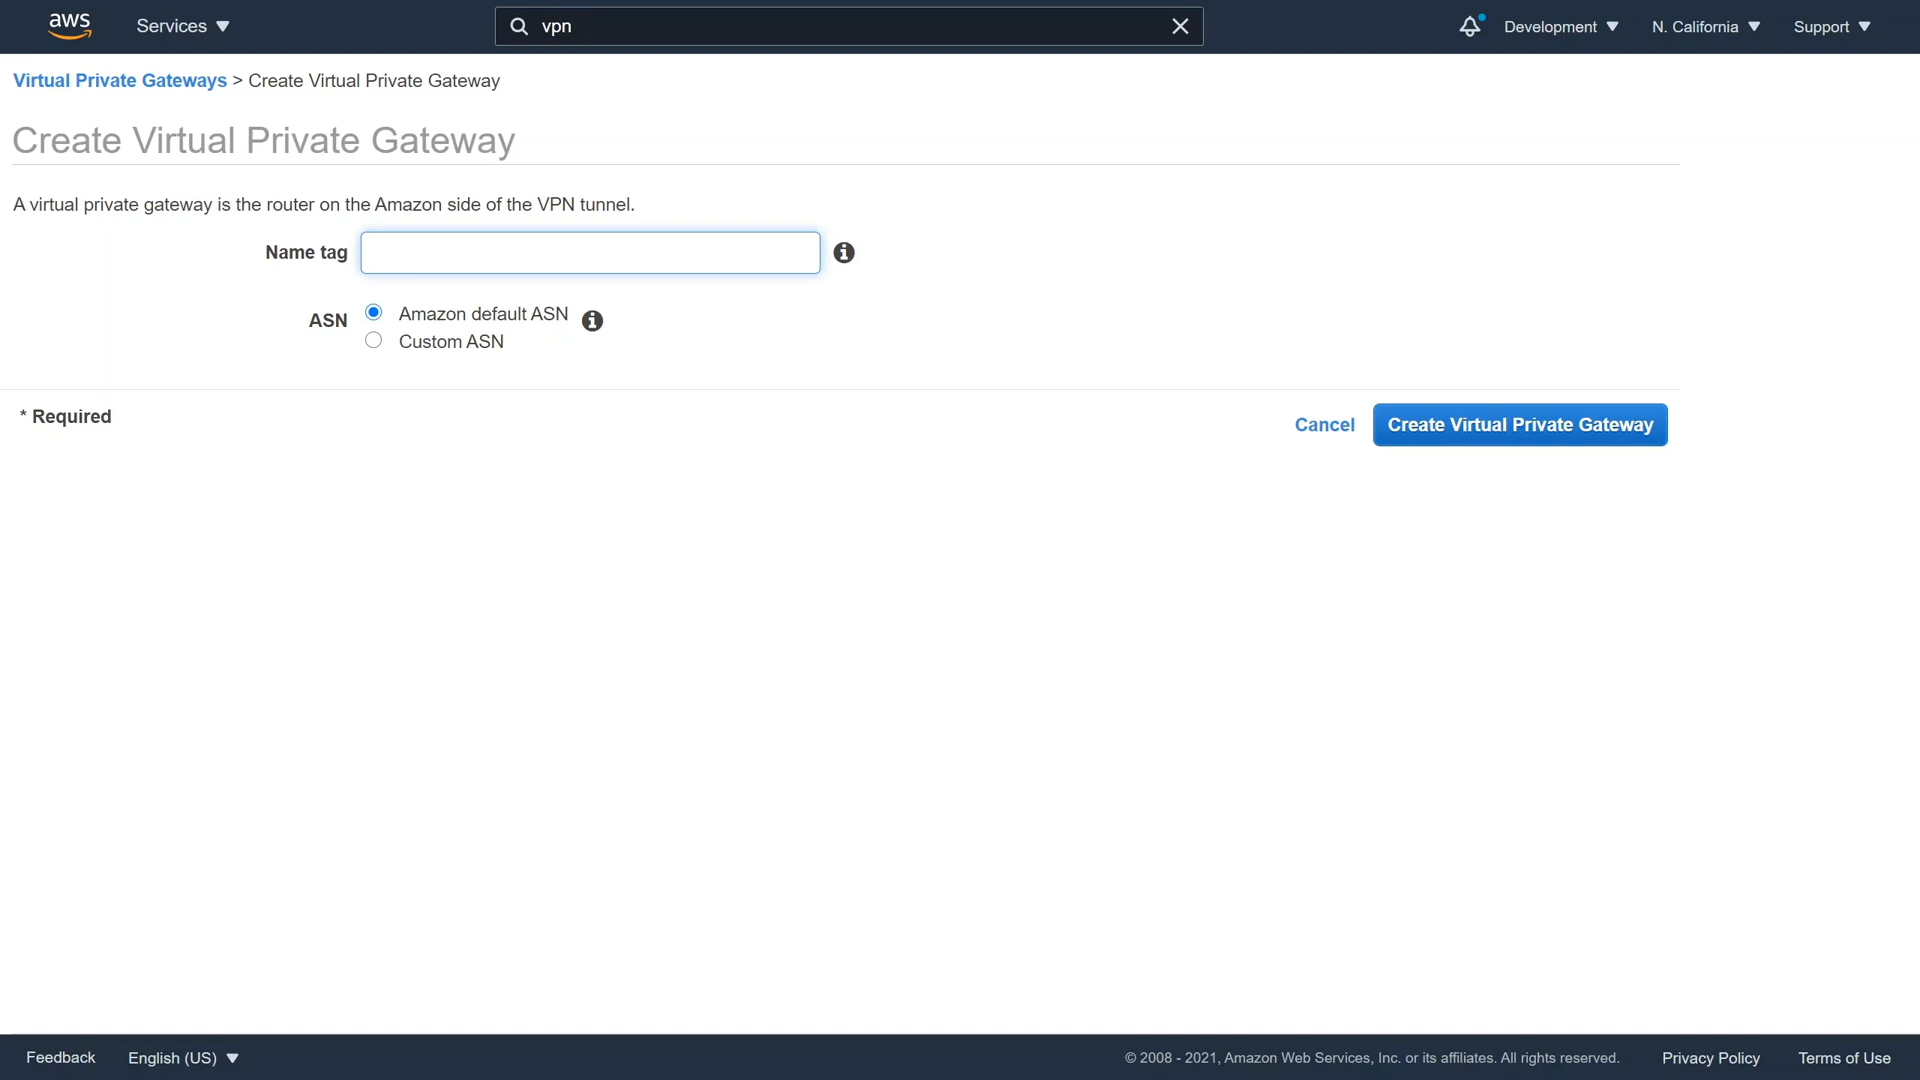 aws Services vpn Development N. California Support
Virtual Private Gateways > Create Virtual Private Gateway
Create Virtual Private Gateway
A virtual private gateway is the router on the Amazon side of the VPN tunnel.
Name tag
ASN Amazon default ASN
Custom ASN
* Required
Cancel Create Virtual Private Gateway
Feedback English (US) © 2008 - 2021, Amazon Web Services, Inc. or its affiliates. All rights reserved. Privacy Policy Terms of Use